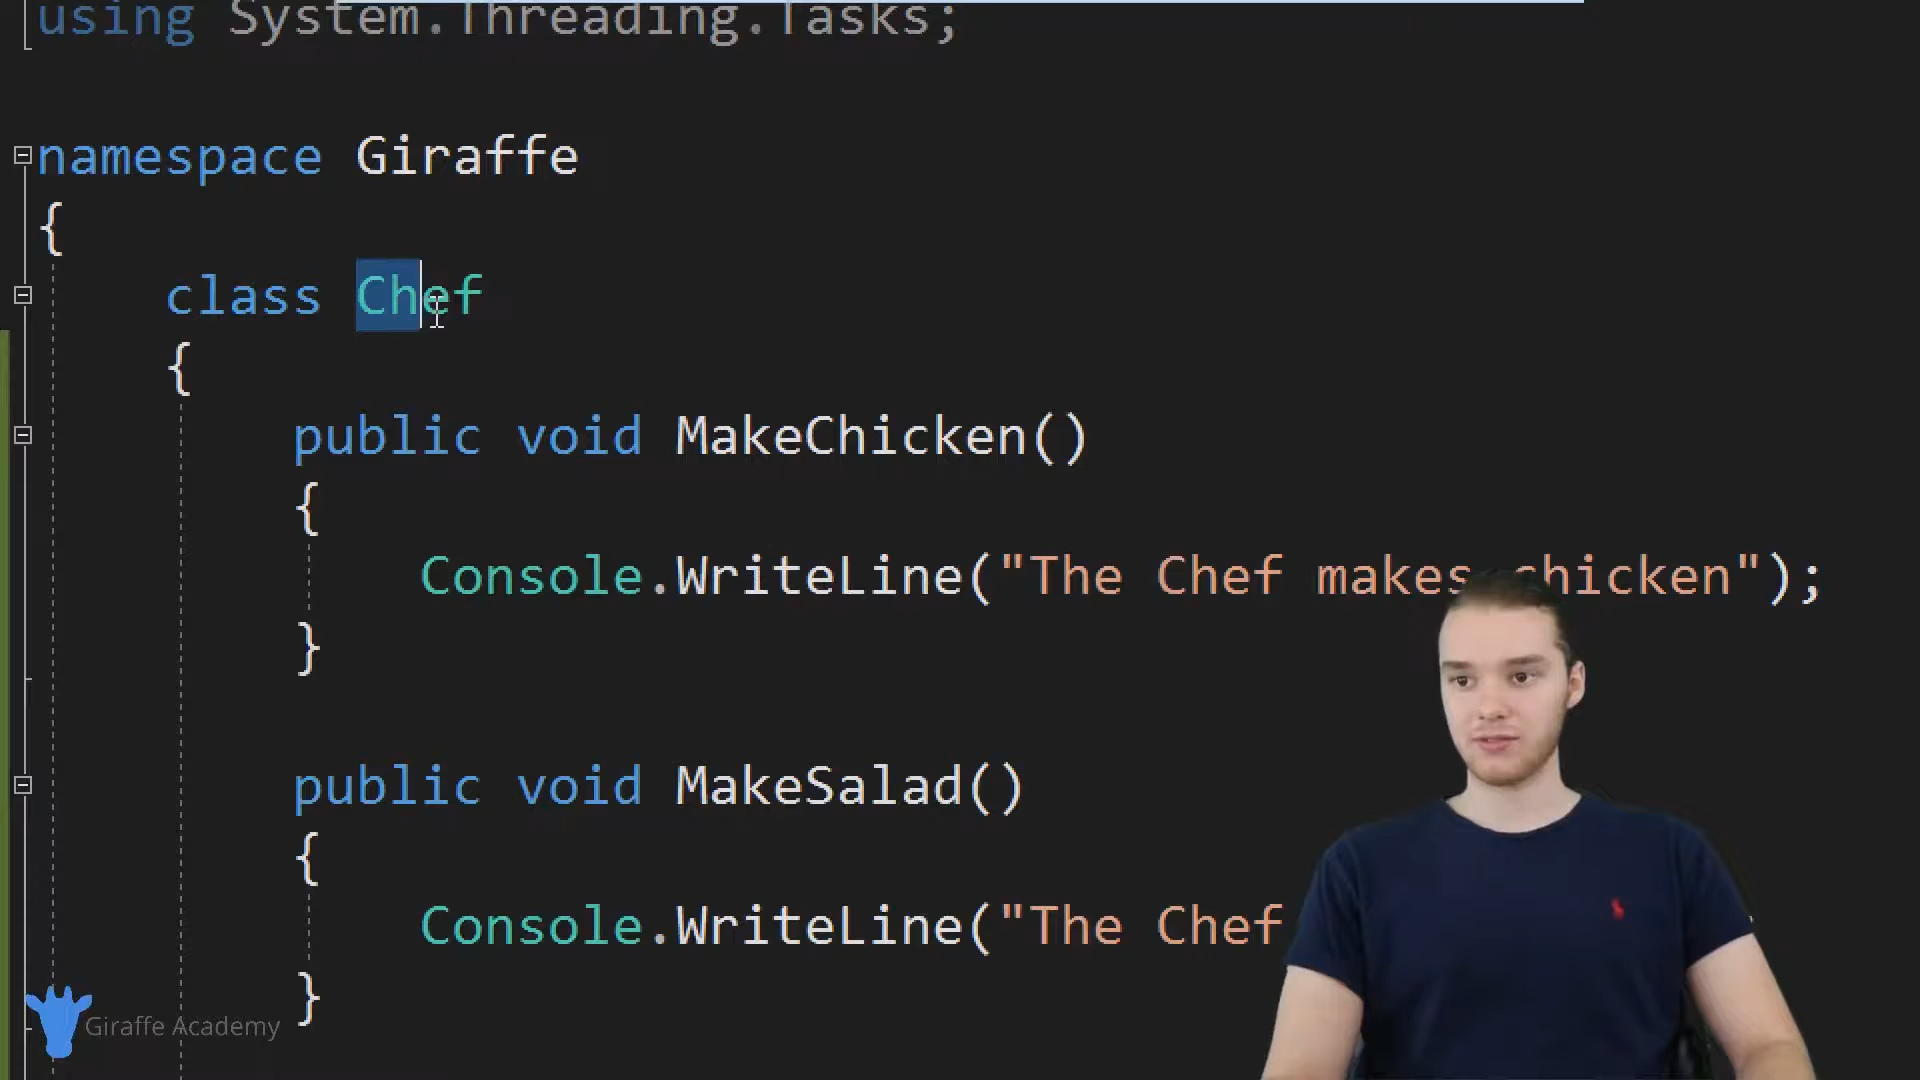 using System.Threading.Tasks;
namespace Giraffe
{
class Chef
{
public void MakeChicken()
{
Console.WriteLine("The Chef makes chicken");
}
public void MakeSalad()
{
Console.WriteLine("The Chef
}
Giraffe Academy